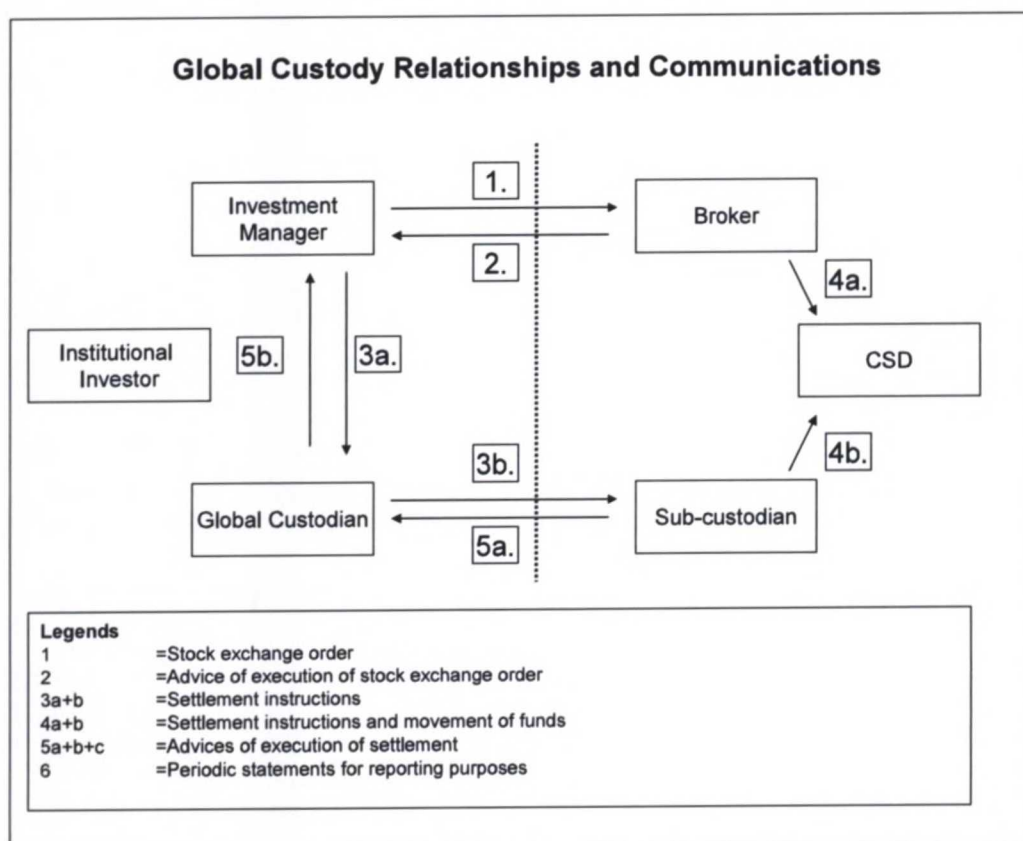 Global Custody Relationships and Communications
1.
Investment
Manager
Broker
2.
4a.
Institutional
Investor
5b.
3a.
CSD
3b.
4b.
Global Custodian
Sub-custodian
5a.
Legends
1 =Stock exchange order
2 =Advice of execution of stock exchange order
3a+b =Settlement instructions
4a+b =Settlement instructions and movement of funds
5a+b+c =Advices of execution of settlement
6 =Periodic statements for reporting purposes